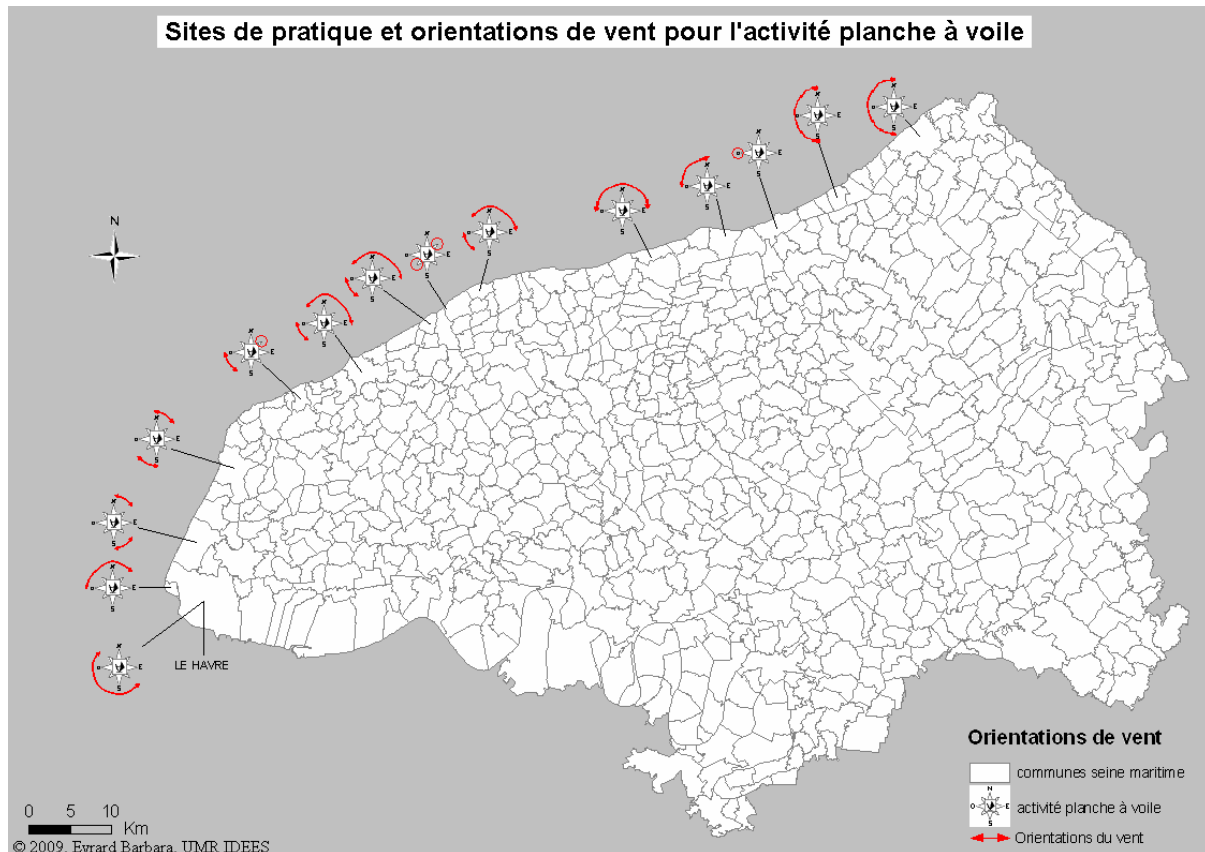 Sites de pratique et orientations de vent pour l'activité planche à voile
N
LE HAVRE
Orientations de vent
communes seine maritime
N
O
E
S
activité planche à voile
Orientations du vent
0 5 10
Km
© 2009, Evrard Barbara, UMR IDEES